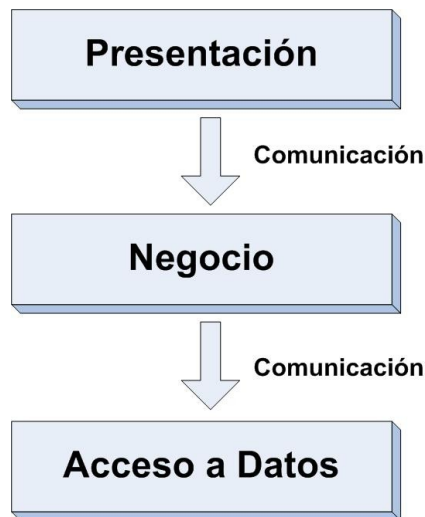 Presentación
Comunicación
Negocio
Comunicación
Acceso a Datos